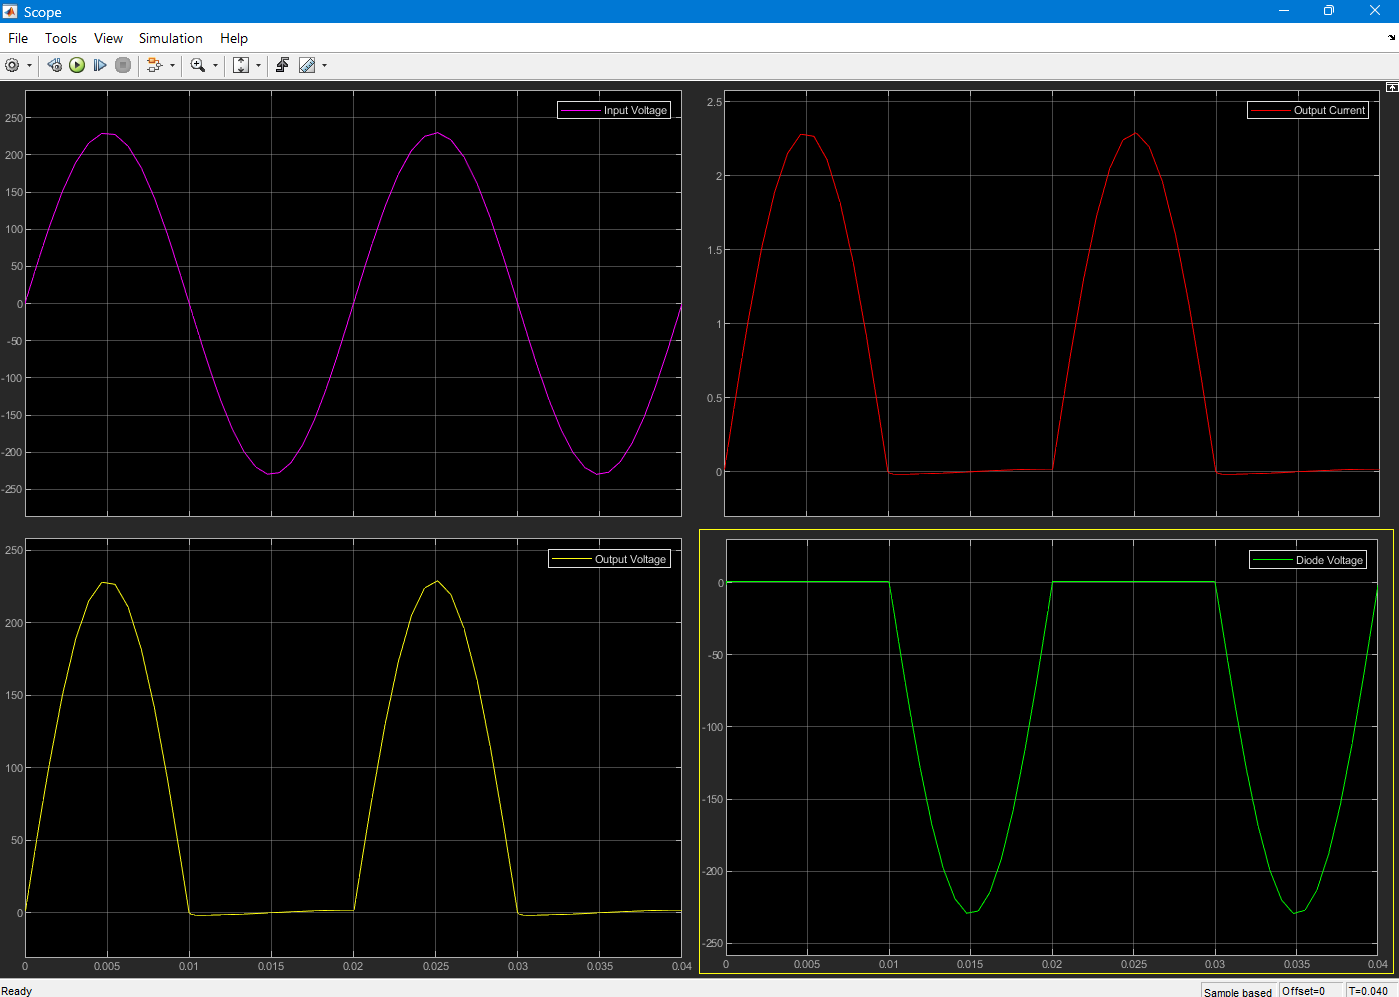 Scope
File Tools View Simulation Help
Input Voltage
250
200
150
100
50
0
-50
-100
-150
-200
-250
Output Current
2.5
2
1.5
1
0.5
0
Output Voltage
250
200
150
100
50
0
0 0.005 0.01 0.015 0.02 0.025 0.03 0.035 0.04
Diode Voltage
0
-50
-100
-150
-200
-250
0 0.005 0.01 0.015 0.02 0.025 0.03 0.035 0.04
Ready
Sample based Offset=0 T=0.040